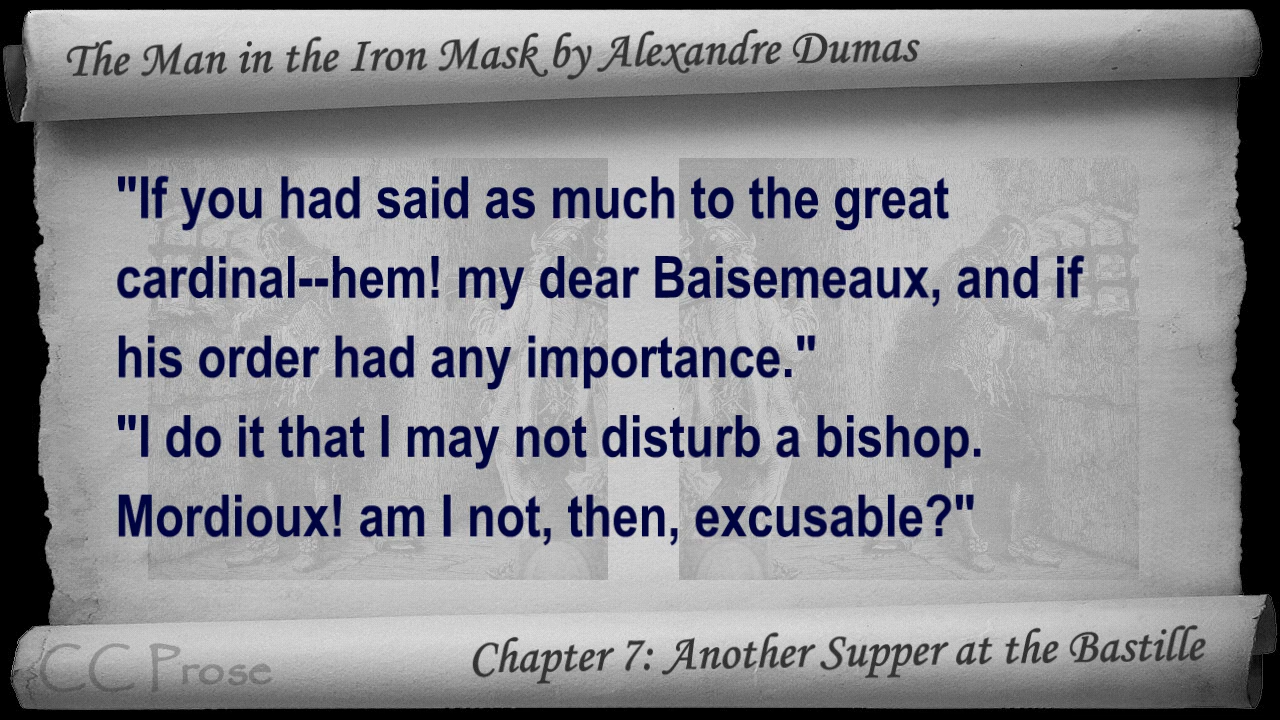 The Man in the Iron Mask by Alexandre Dumas
"If you had said as much to the great
cardinal--hem! my dear Baisemeaux, and if
his order had any importance."
"I do it that I may not disturb a bishop.
Mordioux! am I not, then, excusable?"
CC Prose
Chapter 7: Another Supper at the Bastille